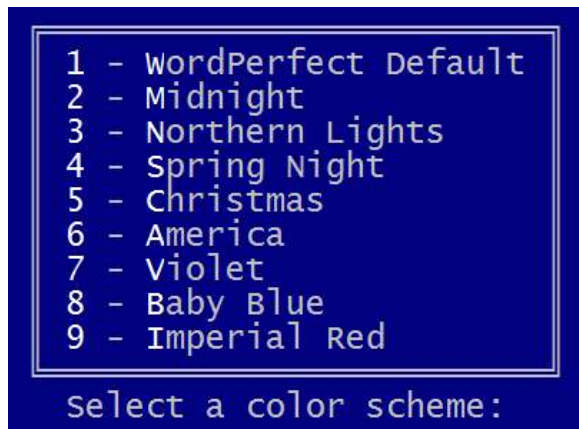 1 - WordPerfect Default
2 - Midnight
3 - Northern Lights
4 - Spring Night
5 - Christmas
6 - America
7 - Violet
8 - Baby Blue
9 - Imperial Red
Select a color scheme: